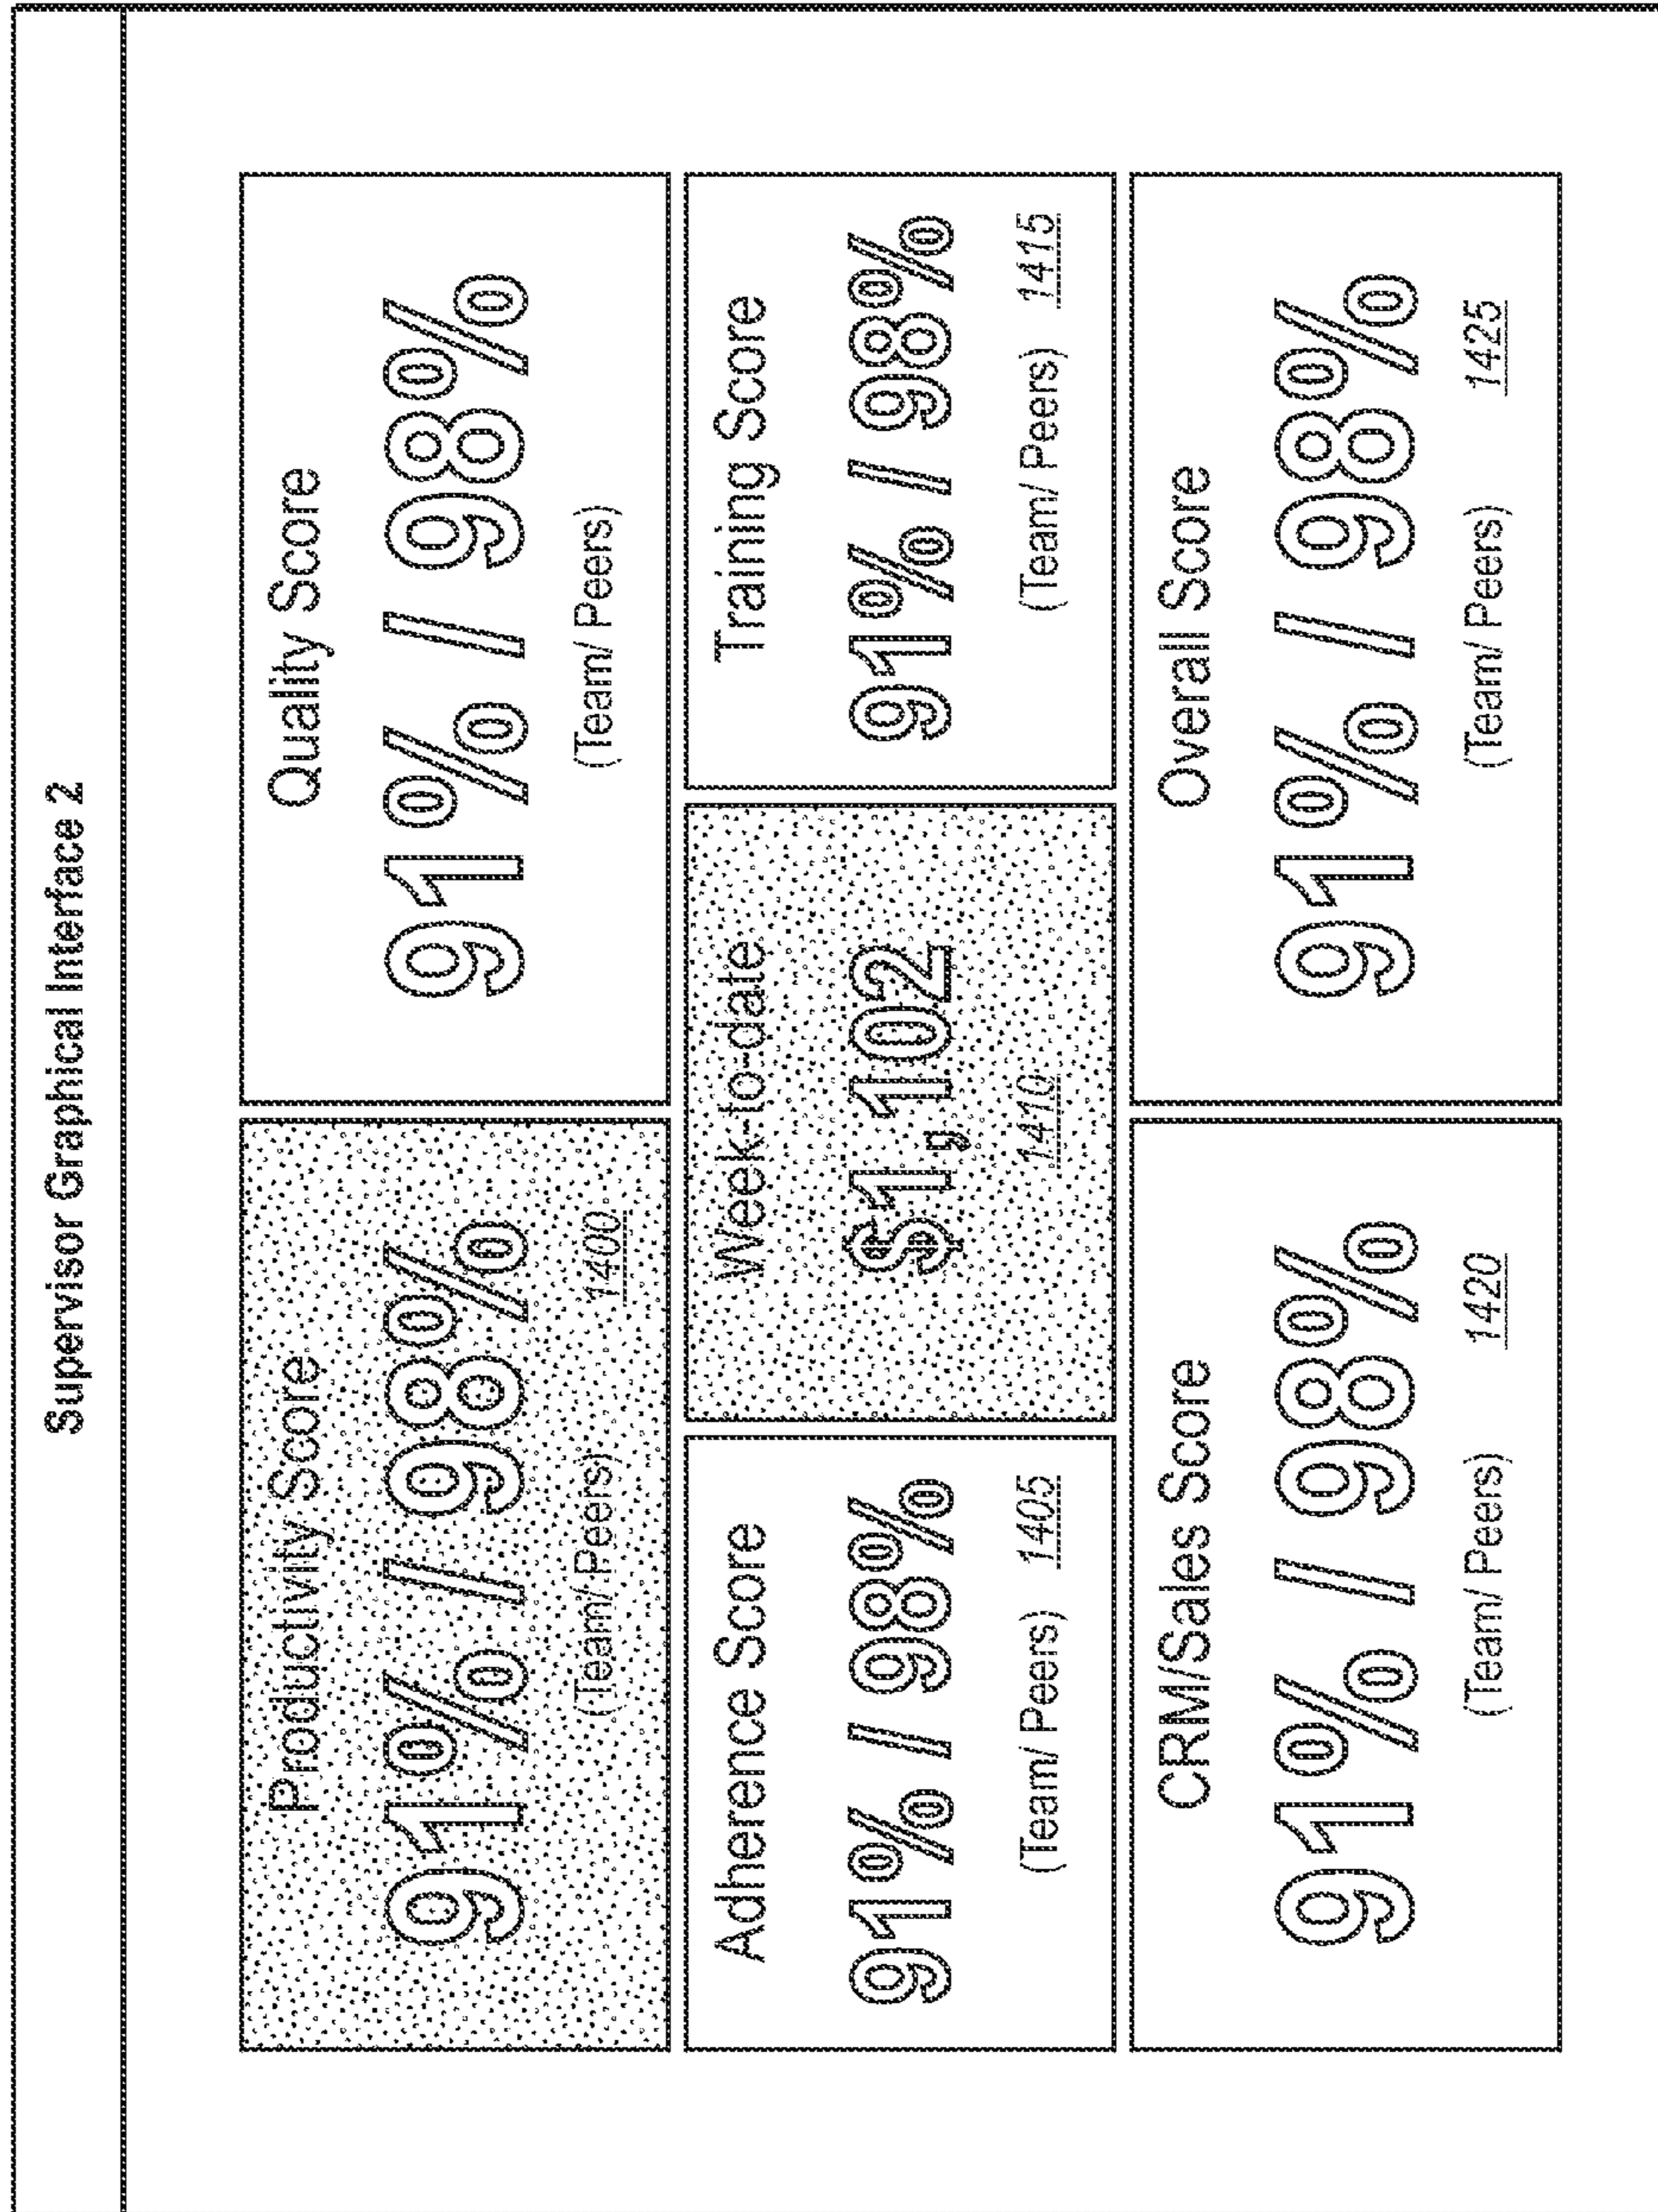 Supervisor Graphical Interface 2
Productivity Score
91% / 98%
(Team/ Peers)
1400
Quality Score
91% / 98%
(Team/ Peers)
Adherence Score
91% / 98%
(Team/ Peers) 1405
Week-to-date
$1,102
1410
Training Score
91% / 98%
(Team/ Peers) 1415
CRM/Sales Score
91% / 98%
(Team/ Peers) 1420
Overall Score
91% / 98%
(Team/ Peers) 1425